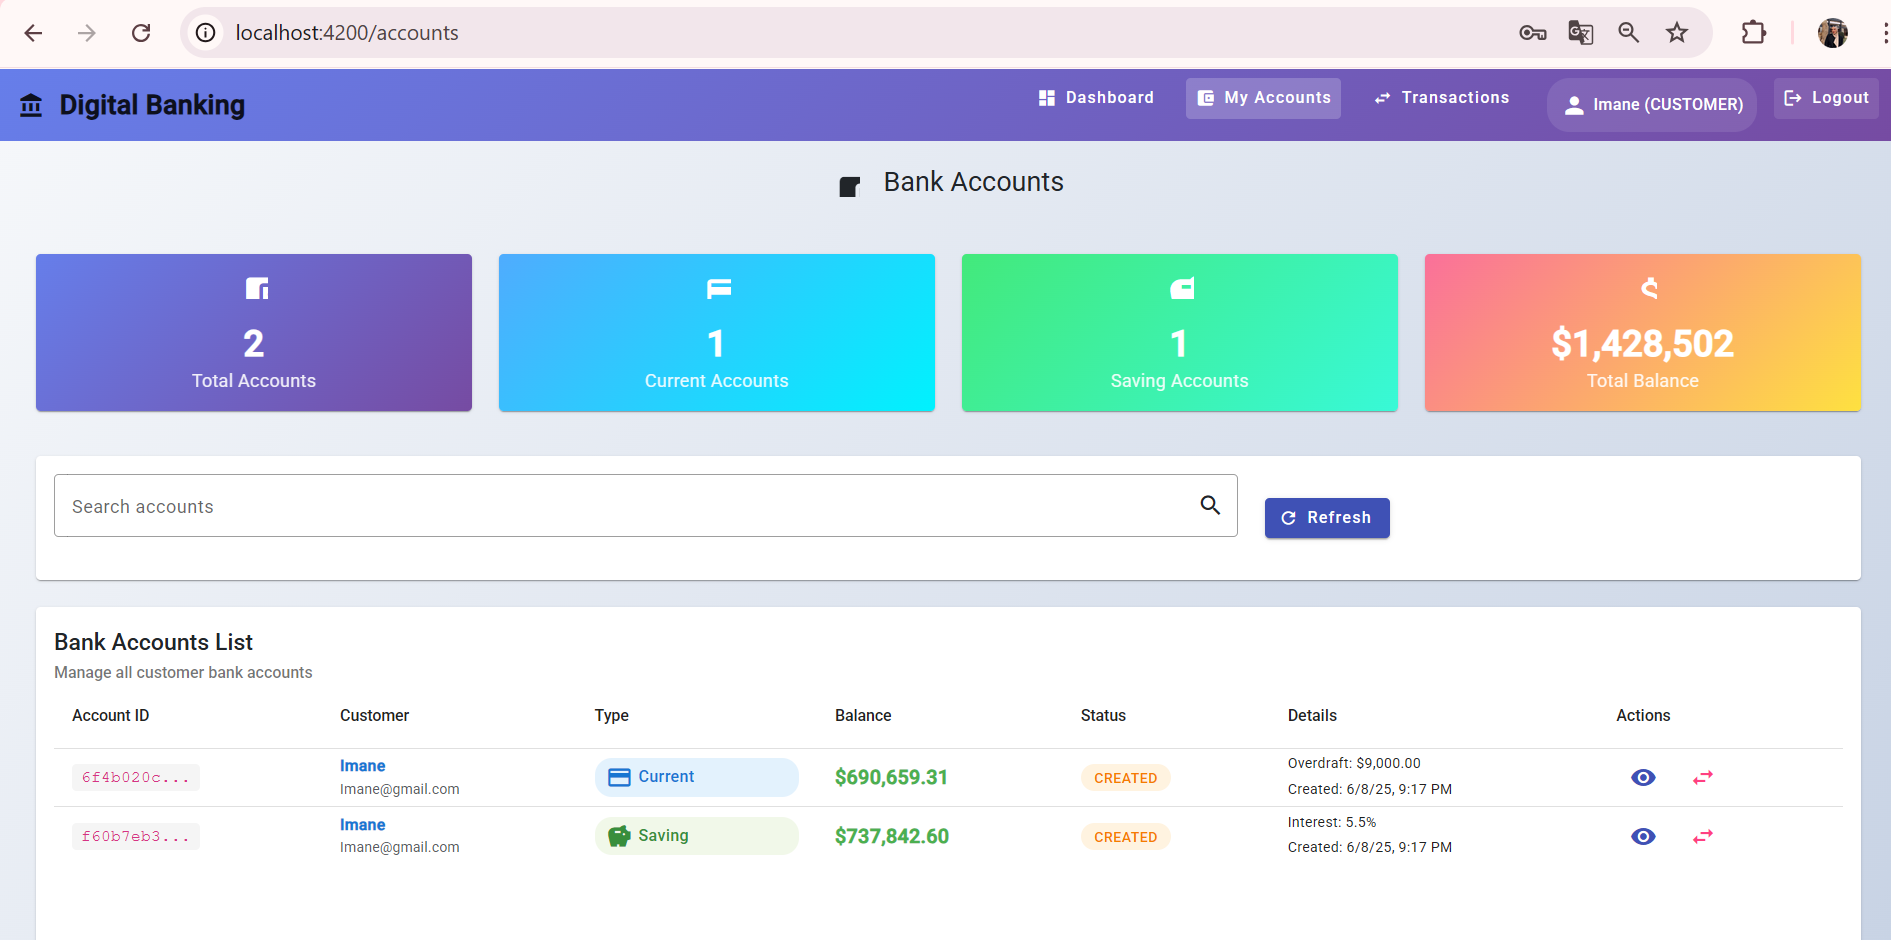 localhost:4200/accounts
Digital Banking
Dashboard
My Accounts
Transactions
Imane (CUSTOMER)
Logout
Bank Accounts
2
Total Accounts
1
Current Accounts
1
Saving Accounts
$1,428,502
Total Balance
Search accounts
Refresh
Bank Accounts List
Manage all customer bank accounts
Account ID Customer Type Balance Status Details Actions
6f4b020c...
Imane
Imane@gmail.com
Current
$690,659.31
CREATED
Overdraft: $9,000.00
Created: 6/8/25, 9:17 PM
f60b7eb3...
Imane
Imane@gmail.com
Saving
$737,842.60
CREATED
Interest: 5.5%
Created: 6/8/25, 9:17 PM